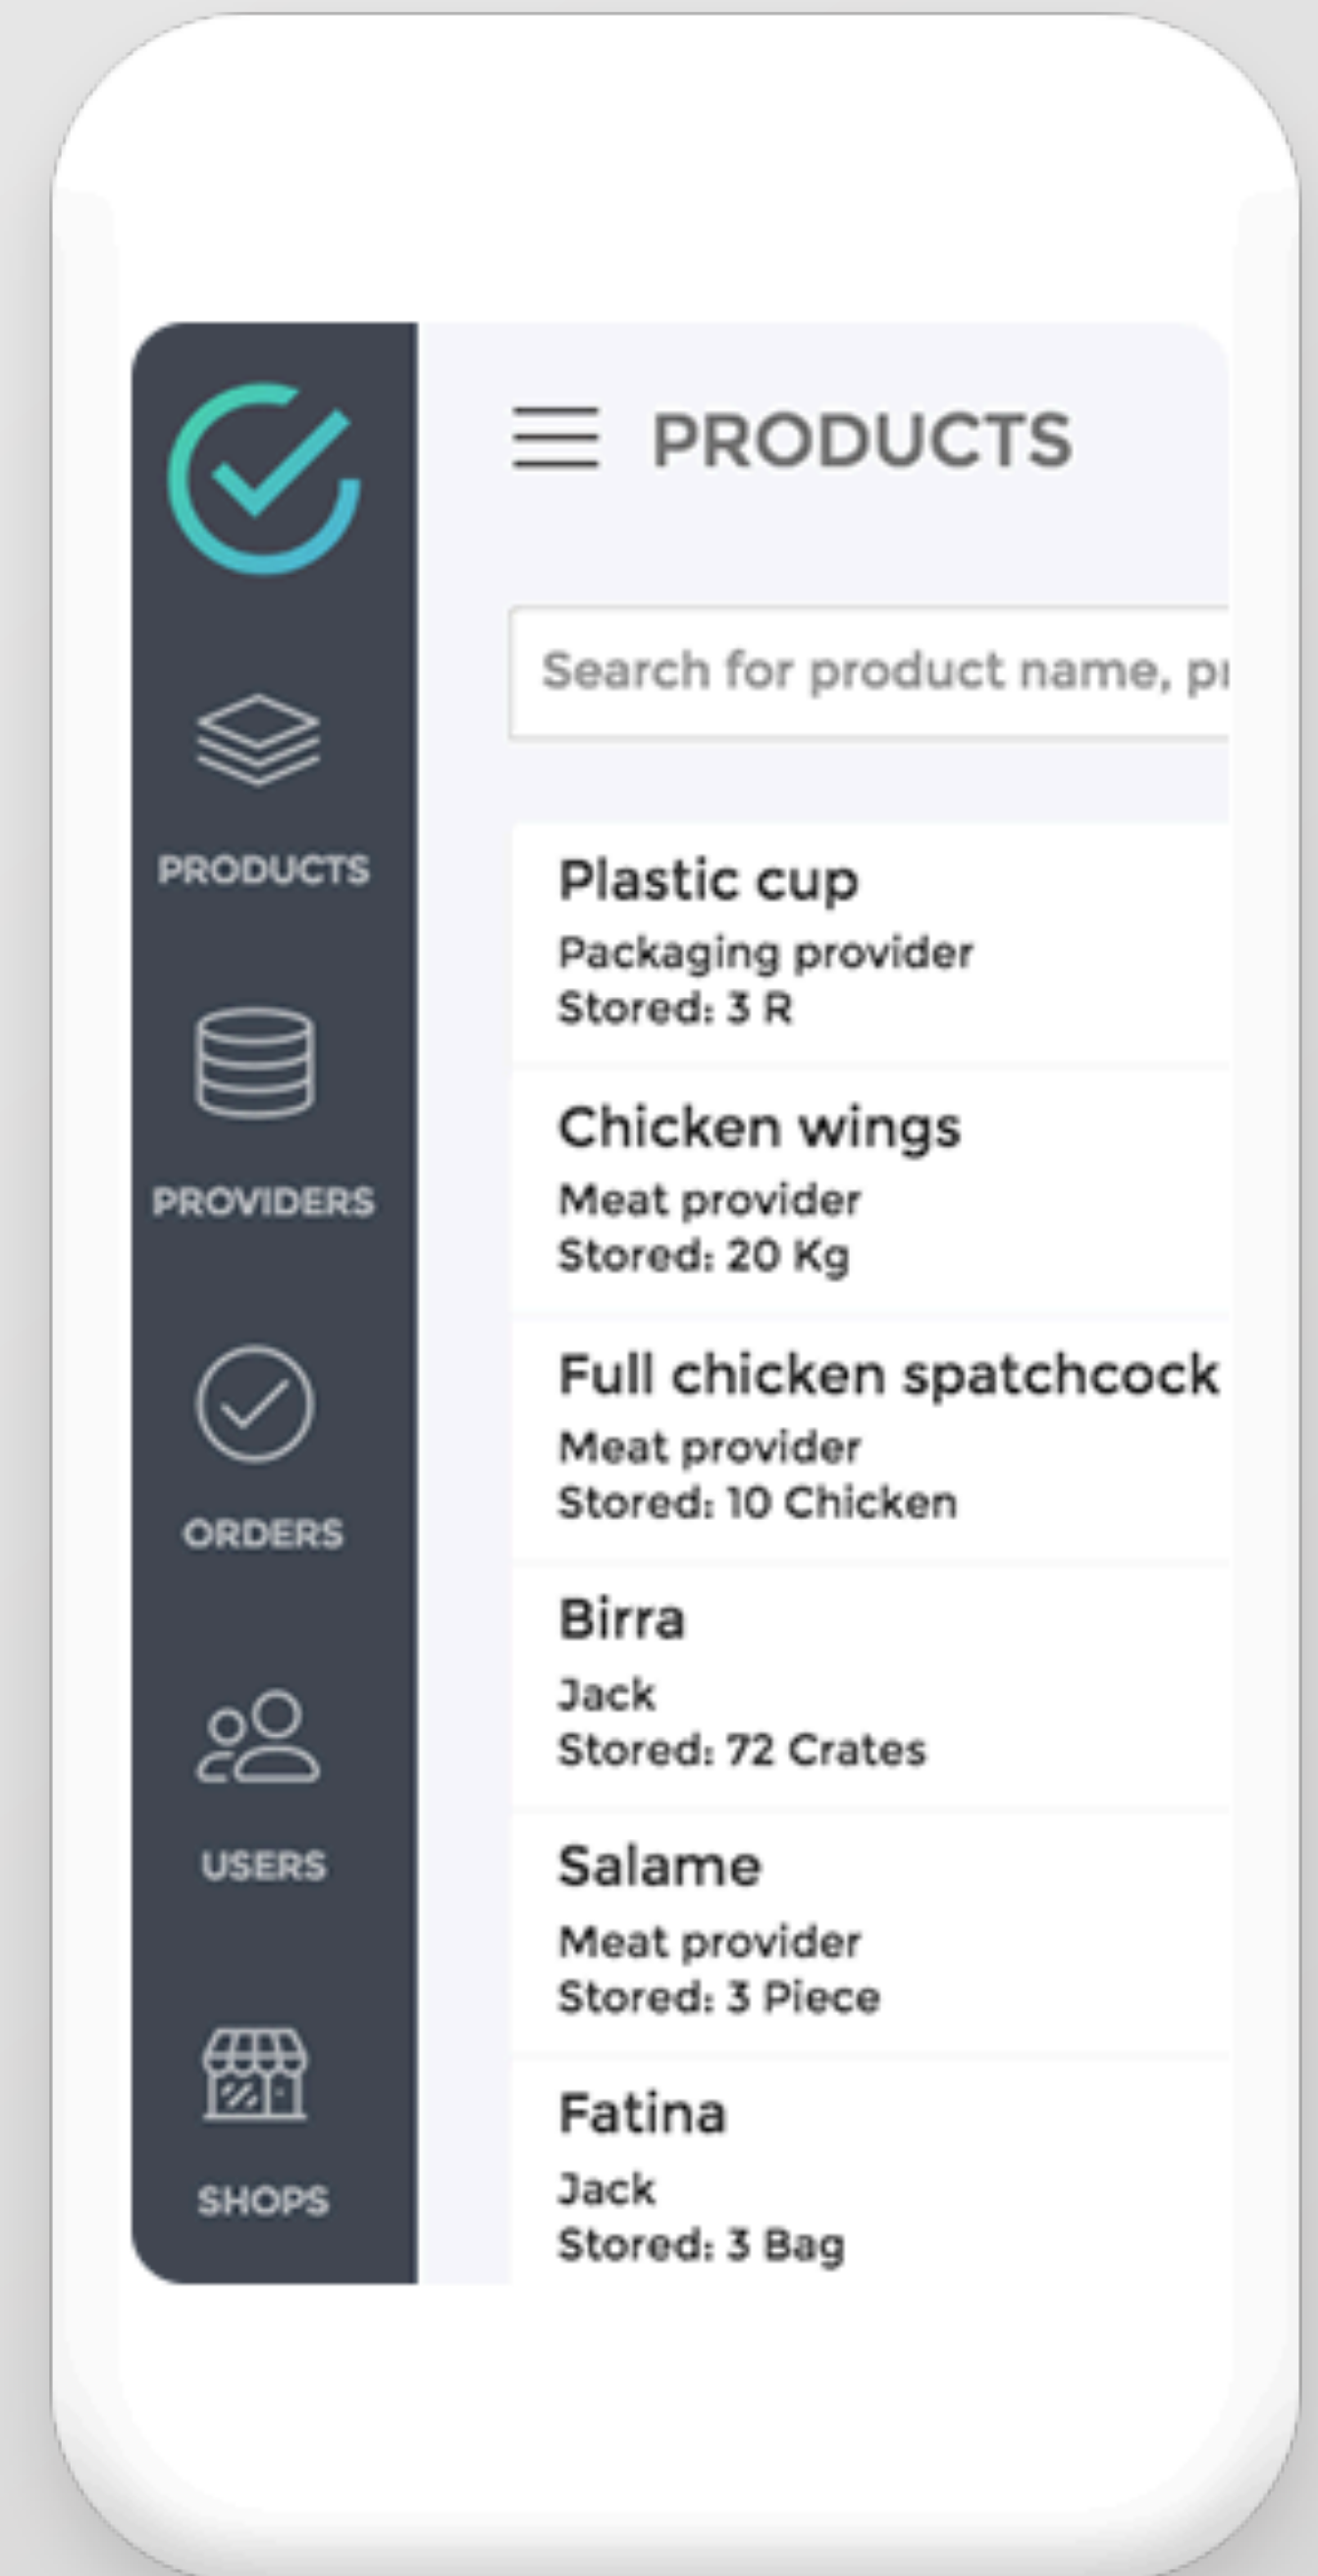 PRODUCTS
PROVIDERS
ORDERS
USERS
SHOPS
PRODUCTS
Search for product name,
Plastic cup
Packaging provider
Stored: 3 R
Chicken wings
Meat provider
Stored: 20 Kg
Full chicken spatchcock
Meat provider
Stored: 10 Chicken
Birra
Jack
Stored: 72 Crates
Salame
Meat provider
Stored: 3 Piece
Fatina
Jack
Stored: 3 Bag